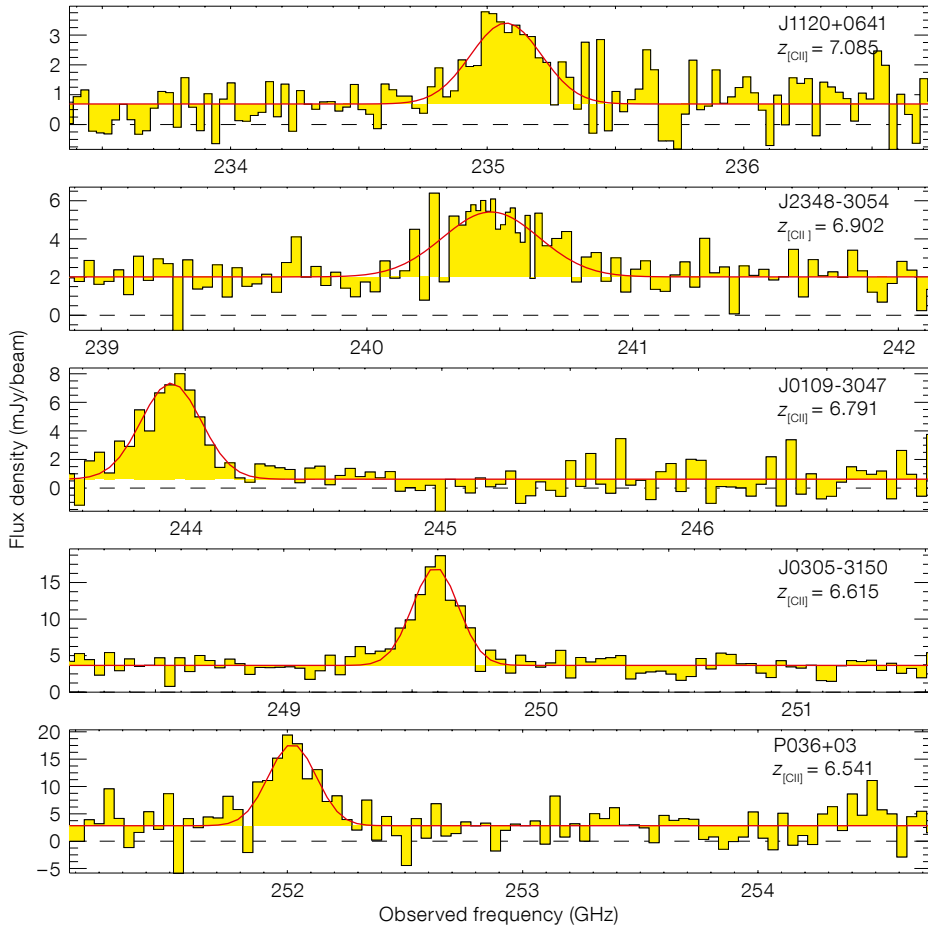 J1120+0641
z[CII] = 7.085
3
2
1
0
234 235 236
J2348-3054
z[CII] = 6.902
6
4
2
0
239 240 241 242
J0109-3047
z[CII] = 6.791
8
6
4
2
0
244 245 246
J0305-3150
z[CII] = 6.615
15
10
5
0
249 250 251
P036+03
z[CII] = 6.541
20
15
10
5
0
−5
252 253 254
Flux density (mJy/beam)
Observed frequency (GHz)